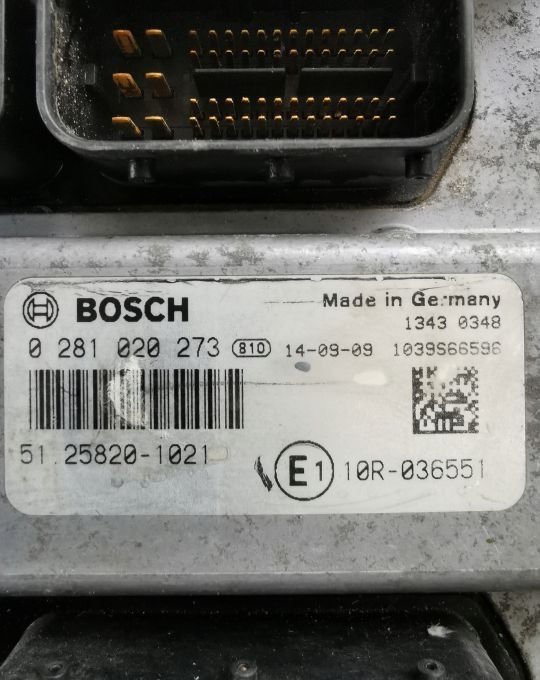 BOSCH
Made in Germany
1343 0348
0 281 020 273 810 14-09-09 1039S66596
51.25820-1021
E1 10R-036551